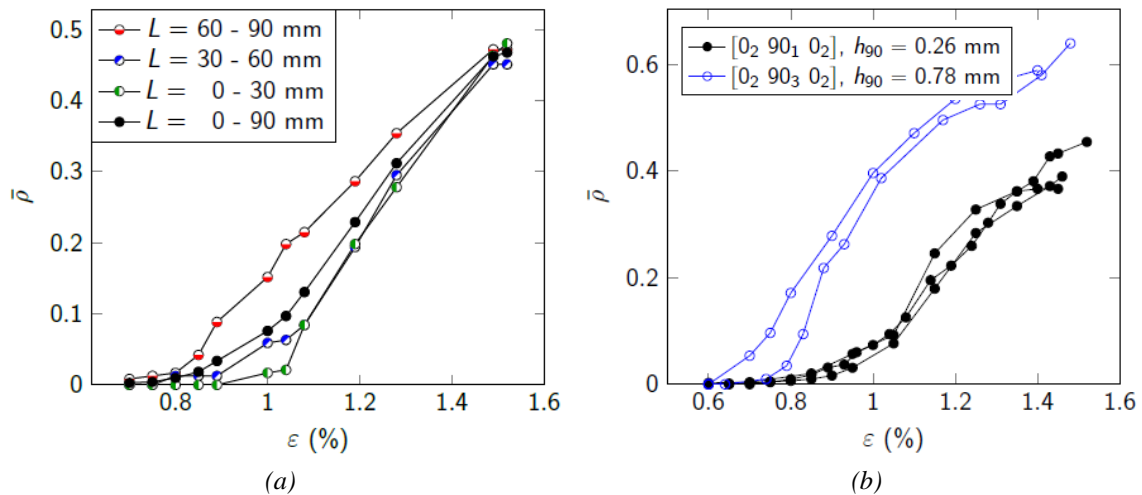 0.5
0.4
0.3
0.2
0.1
0
ρ̄
L = 60 - 90 mm
L = 30 - 60 mm
L = 0 - 30 mm
L = 0 - 90 mm
0.8 1 1.2 1.4 1.6
ε (%)
(a)
0.6
0.4
0.2
0
ρ̄
[0₂ 90₁ 0₂], h₉₀ = 0.26 mm
[0₂ 90₃ 0₂], h₉₀ = 0.78 mm
0.6 0.8 1 1.2 1.4 1.6
ε (%)
(b)